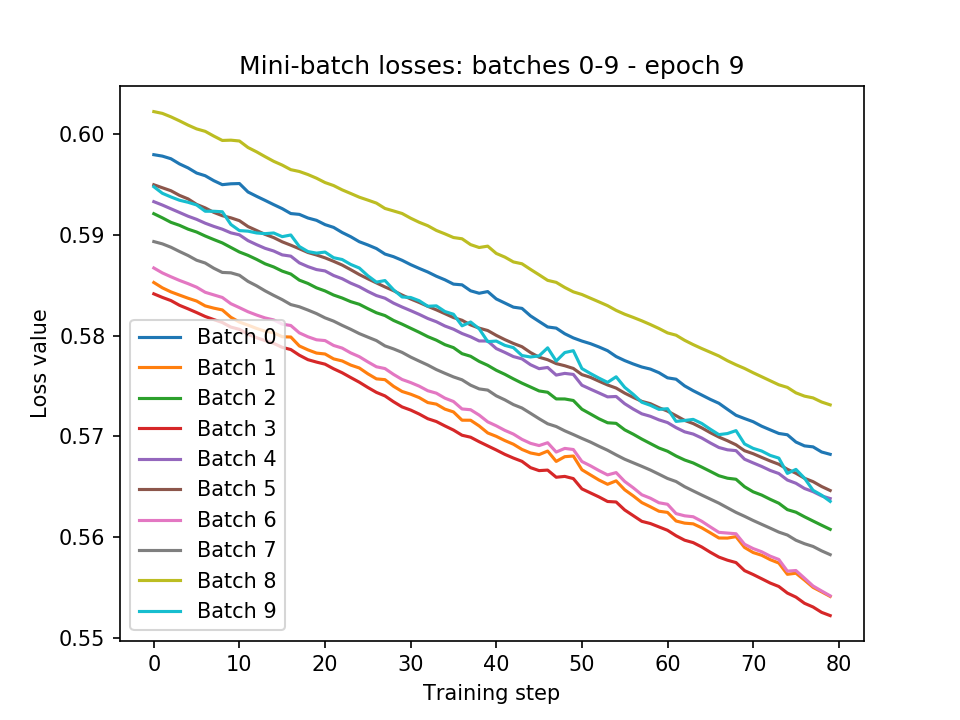 Mini-batch losses: batches 0-9 - epoch 9
Loss value
0.60
0.59
0.58
0.57
0.56
0.55
Batch 0
Batch 1
Batch 2
Batch 3
Batch 4
Batch 5
Batch 6
Batch 7
Batch 8
Batch 9
0 10 20 30 40 50 60 70 80
Training step